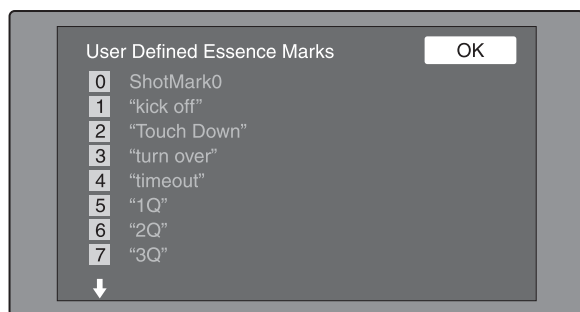 User Defined Essence Marks OK
0 ShotMark0
1 “kick off”
2 “Touch Down”
3 “turn over”
4 “timeout”
5 “1Q”
6 “2Q”
7 “3Q”